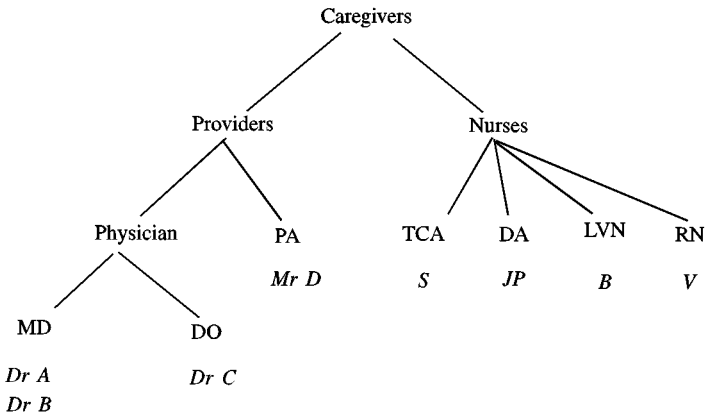 Caregivers
Providers Nurses
Physician PA TCA DA LVN RN
Mr D S JP B V
MD DO
Dr A Dr C
Dr B